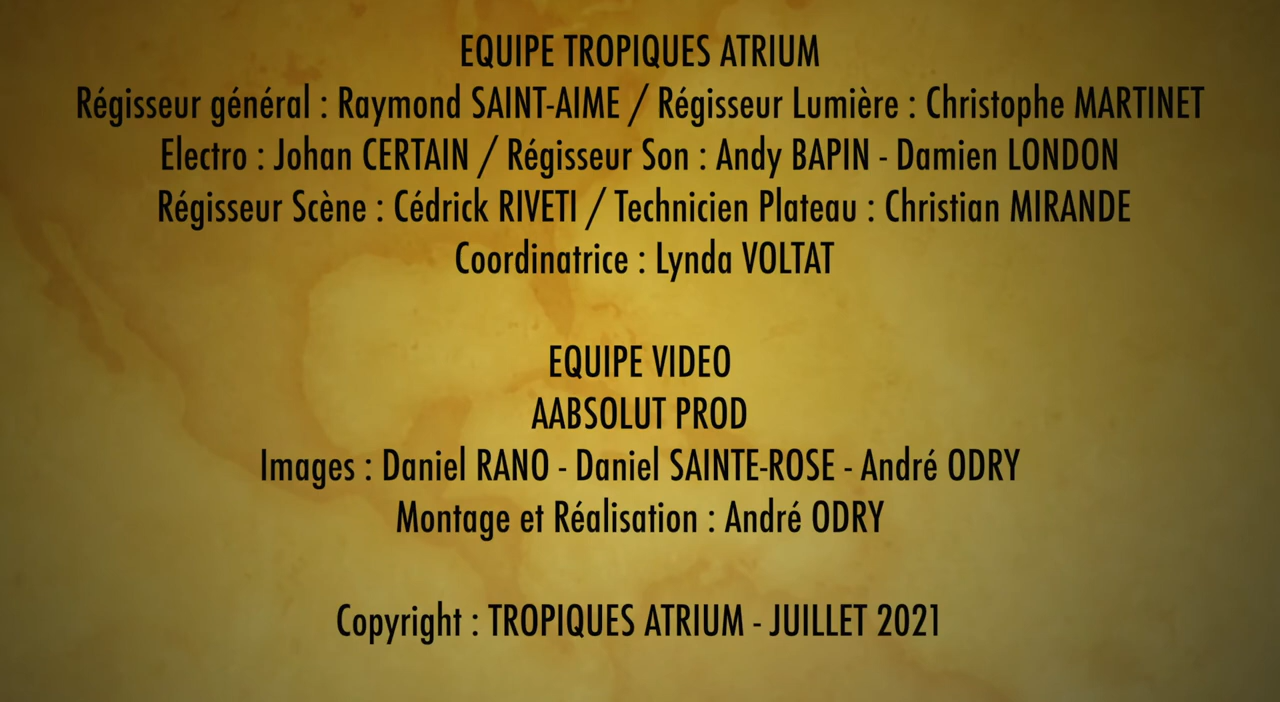 EQUIPE TROPIQUES ATRIUM
Régisseur général : Raymond SAINT-AIME / Régisseur Lumière : Christophe MARTINET
Electro : Johan CERTAIN / Régisseur Son : Andy BAPIN - Damien LONDON
Régisseur Scène : Cédrick RIVETI / Technicien Plateau : Christian MIRANDE
Coordinatrice : Lynda VOLTAT
EQUIPE VIDEO
AABSOLUT PROD
Images : Daniel RANO - Daniel SAINTE-ROSE - André ODRY
Montage et Réalisation : André ODRY
Copyright : TROPIQUES ATRIUM - JUILLET 2021